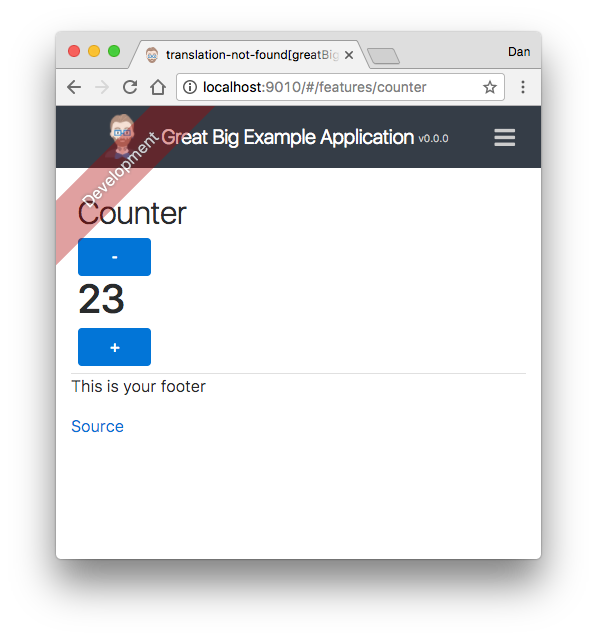 translation-not-found[greatBig
Dan
localhost:9010/#/features/counter
Development
Great Big Example Application v0.0.0
Counter
-
23
+
This is your footer
Source